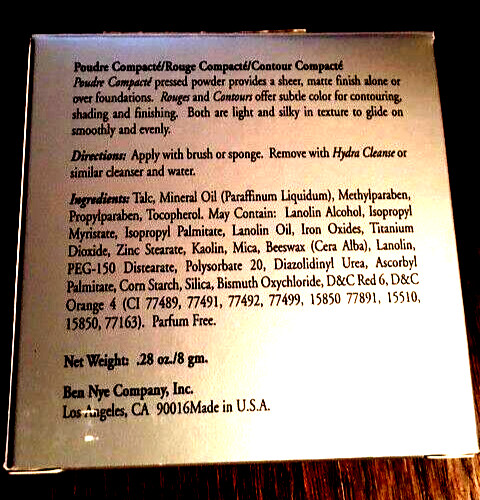 Poudre Compacté/Rouge Compacté/Contour Compacté
Poudre Compacté pressed powder provides a sheer, matte finish alone or
over foundations. Rouges and Contours offer subtle color for contouring,
shading and finishing. Both are light and silky in texture to glide on
smoothly and evenly.
Directions: Apply with brush or sponge. Remove with Hydra Cleanse or
similar cleanser and water.
Ingredients: Talc, Mineral Oil (Paraffinum Liquidum), Methylparaben,
Propylparaben, Tocopherol. May Contain: Lanolin Alcohol, Isopropyl
Myristate, Isopropyl Palmitate, Lanolin Oil, Iron Oxides, Titanium
Dioxide, Zinc Stearate, Kaolin, Mica, Beeswax (Cera Alba), Lanolin,
PEG-150 Distearate, Polysorbate 20, Diazolidinyl Urea, Ascorbyl
Palmitate, Corn Starch, Silica, Bismuth Oxychloride, D&C Red 6, D&C
Orange 4 (CI 77489, 77491, 77492, 77499, 15850 77891, 15510,
15850, 77163). Parfum Free.
Net Weight: .28 oz./8 gm.
Ben Nye Company, Inc.
Los Angeles, CA 90016Made in U.S.A.